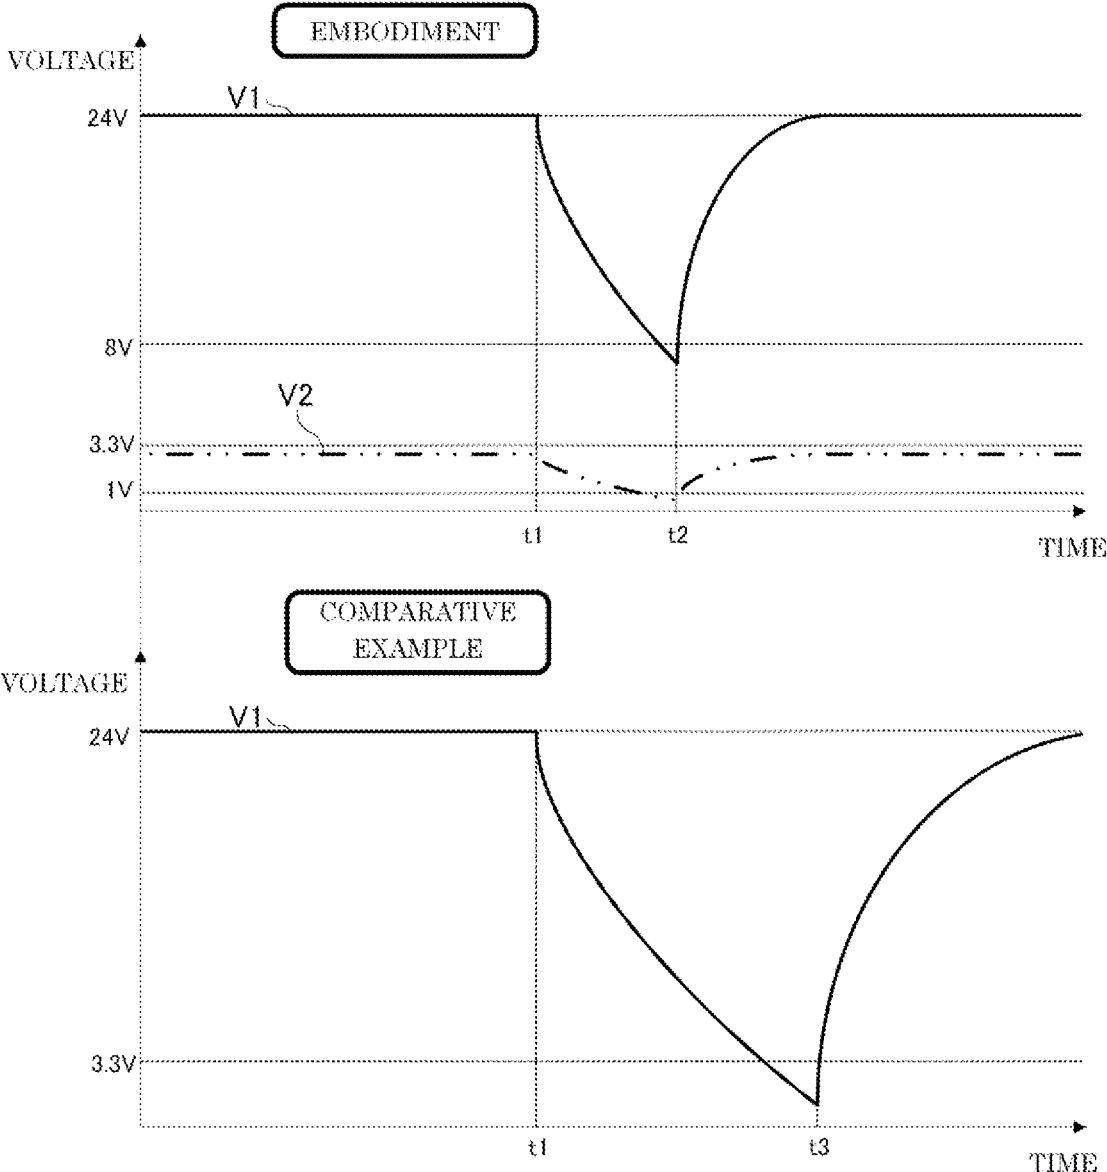 EMBODIMENT
VOLTAGE
V1
24V
8V
V2
3.3V
1V
t1
t2
TIME
COMPARATIVE
EXAMPLE
VOLTAGE
V1
24V
3.3V
t1
t3
TIME